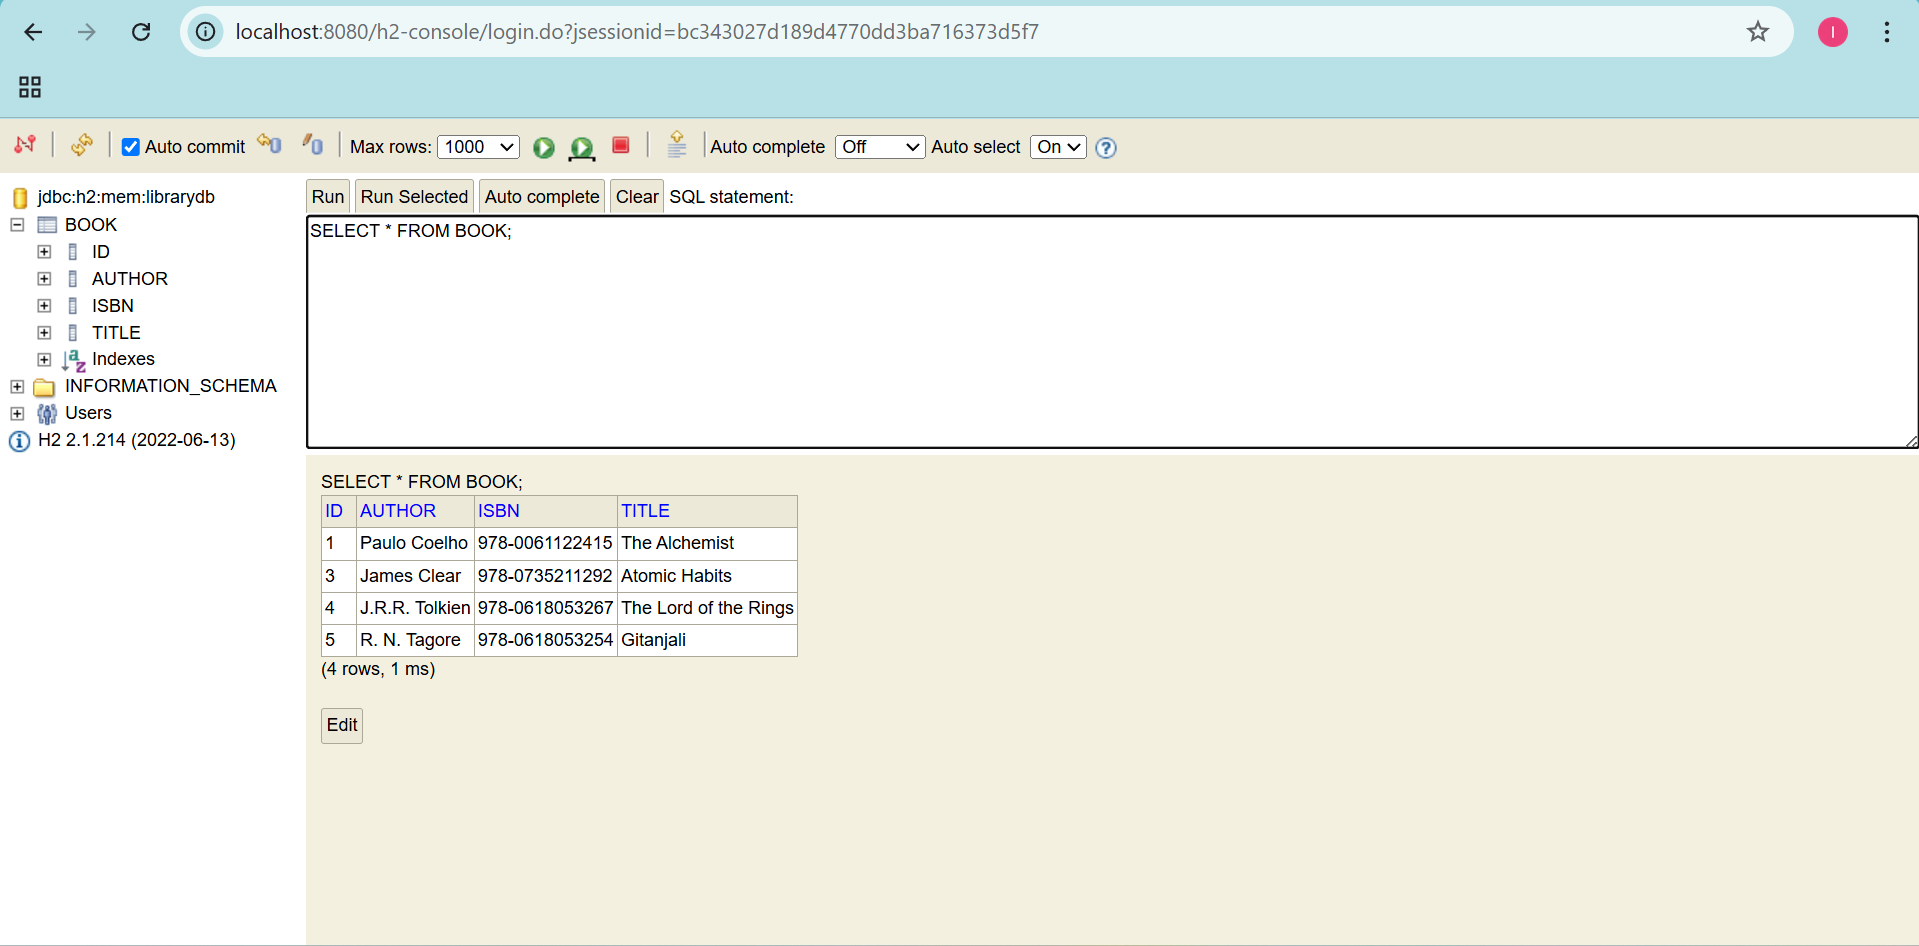 localhost:8080/h2-console/login.do?jsessionid=bc343027d189d4770dd3ba716373d5f7
I
Auto commit Max rows: 1000 Auto complete Off Auto select On ?
jdbc:h2:mem:librarydb
BOOK
ID
AUTHOR
ISBN
TITLE
Indexes
INFORMATION_SCHEMA
Users
H2 2.1.214 (2022-06-13)
Run Run Selected Auto complete Clear SQL statement:
SELECT * FROM BOOK;
SELECT * FROM BOOK;
ID AUTHOR ISBN TITLE
1 Paulo Coelho 978-0061122415 The Alchemist
3 James Clear 978-0735211292 Atomic Habits
4 J.R.R. Tolkien 978-0618053267 The Lord of the Rings
5 R. N. Tagore 978-0618053254 Gitanjali
(4 rows, 1 ms)
Edit